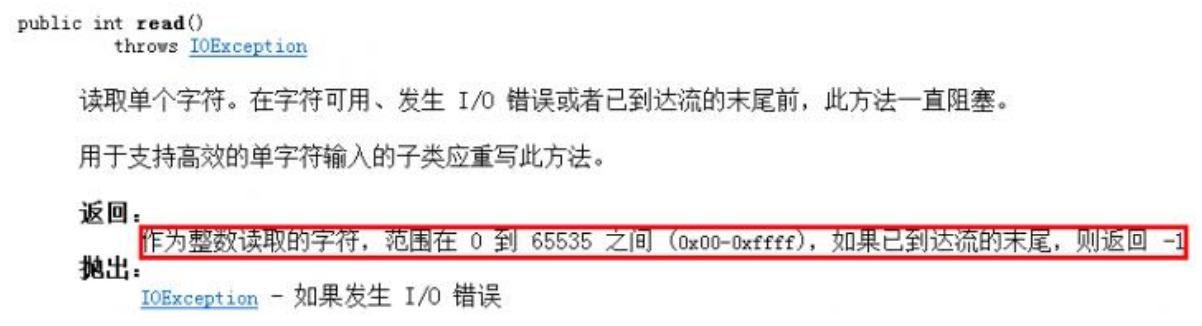 public int read()
throws IOException
读取单个字符。在字符可用、发生 I/O 错误或者已到达流的末尾前，此方法一直阻塞。
用于支持高效的单字符输入的子类应重写此方法。
返回：
作为整数读取的字符，范围在 0 到 65535 之间 (0x00-0xffff)，如果已到达流的末尾，则返回 -1
抛出：
IOException - 如果发生 I/O 错误